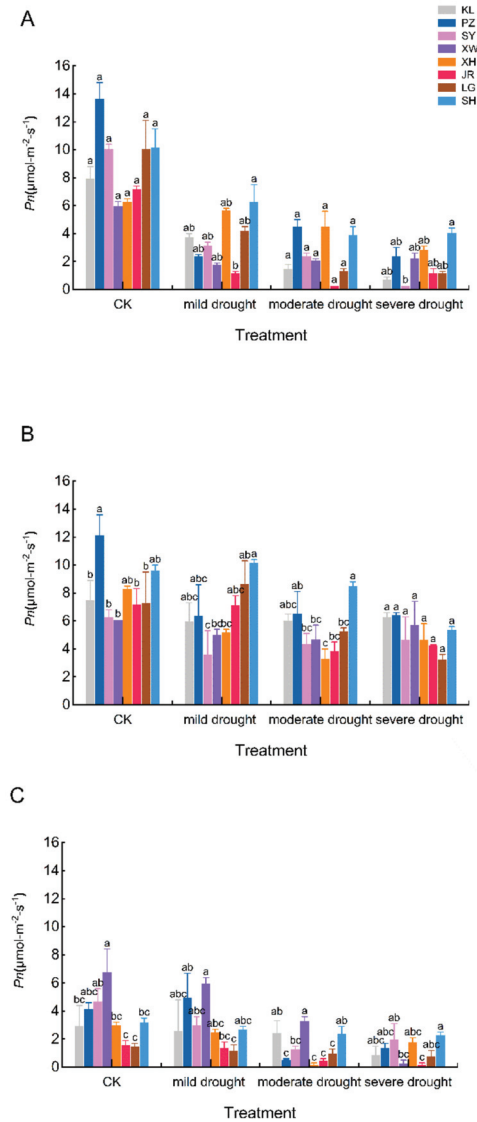 A
KL
PZ
SY
XW
XH
JR
LG
SH
Pn(μmol-m⁻²-s⁻¹)
16
14
12
10
8
6
4
2
0
a a a a a a a a
ab ab ab ab ab b ab a
ab a a a a a a a
ab ab b ab ab ab ab a
CK mild drought moderate drought severe drought
Treatment
B
Pn(μmol-m⁻²-s⁻¹)
16
14
12
10
8
6
4
2
0
b a b b ab b b ab
abc abc c bc bc abc ab a
abc ab bc bc c bc bc a
a a a a a a a a
CK mild drought moderate drought severe drought
Treatment
C
Pn(μmol-m⁻²-s⁻¹)
16
14
12
10
8
6
4
2
0
bc abc abc a bc c c bc
abc ab abc a bc c c abc
ab c bc a c c c ab
abc abc ab c abc c abc abc
CK mild drought moderate drought severe drought
Treatment